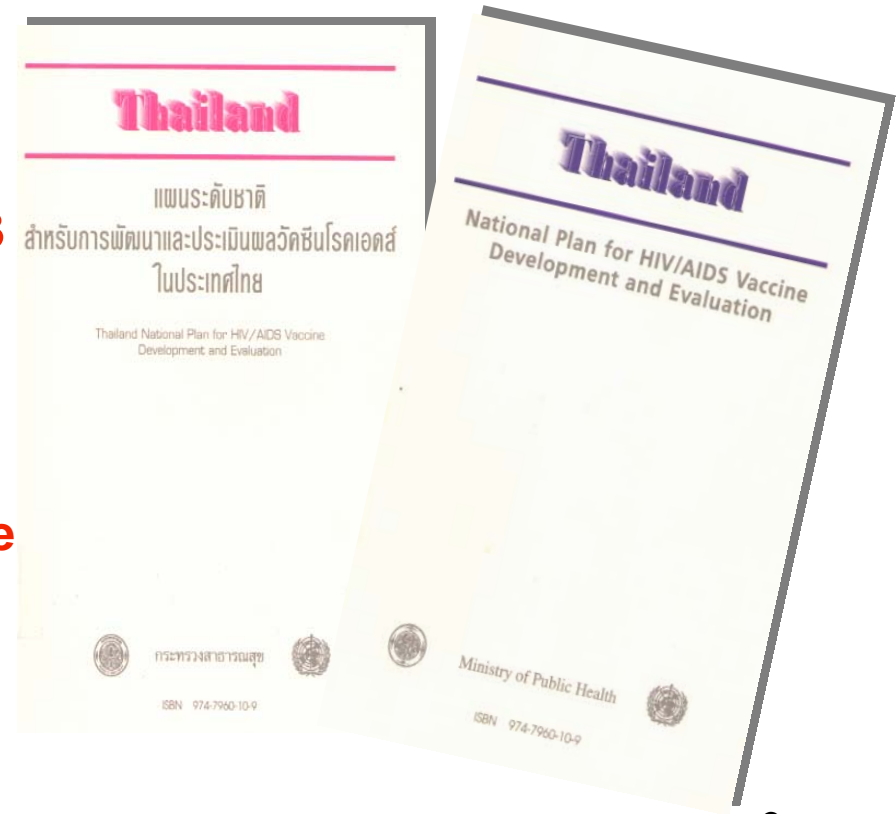 Thailand
แผนระดับชาติ
สำหรับการพัฒนาและประเมินผลวัคซีนโรคเอดส์
ในประเทศไทย
Thailand National Plan for HIV/AIDS Vaccine
Development and Evaluation
กระทรวงสาธารณสุข
ISBN 974-7960-10-9
Thailand
National Plan for HIV/AIDS Vaccine
Development and Evaluation
Ministry of Public Health
ISBN 974-7960-10-9
e